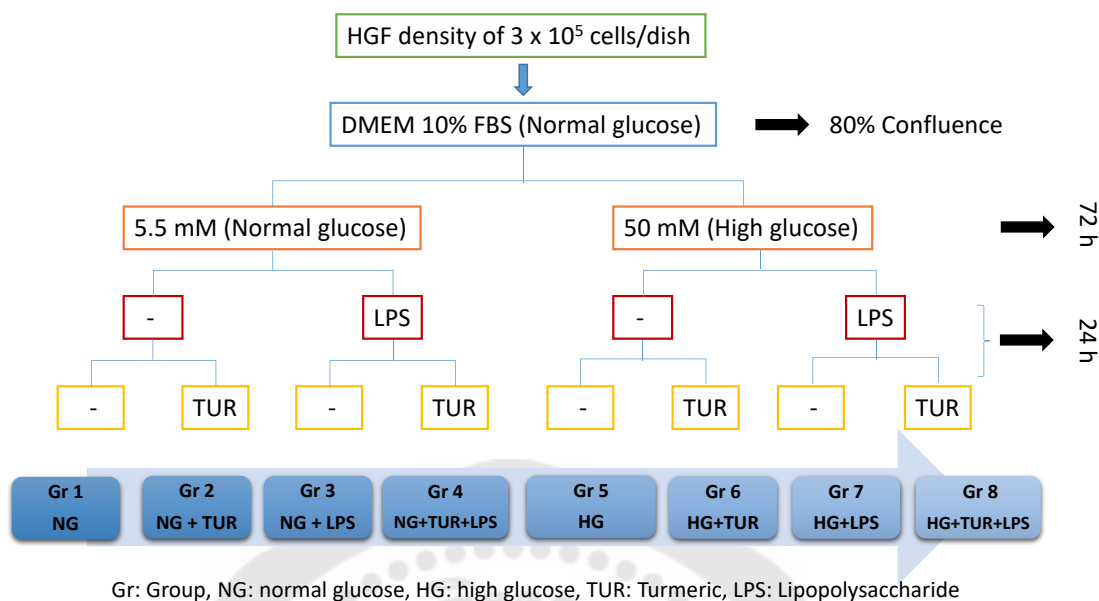 HGF density of 3 x 10⁵ cells/dish
DMEM 10% FBS (Normal glucose)
80% Confluence
5.5 mM (Normal glucose)
50 mM (High glucose)
72 h
-
LPS
-
LPS
24 h
-
TUR
-
TUR
-
TUR
-
TUR
Gr 1
NG
Gr 2
NG + TUR
Gr 3
NG + LPS
Gr 4
NG+TUR+LPS
Gr 5
HG
Gr 6
HG+TUR
Gr 7
HG+LPS
Gr 8
HG+TUR+LPS
Gr: Group, NG: normal glucose, HG: high glucose, TUR: Turmeric, LPS: Lipopolysaccharide